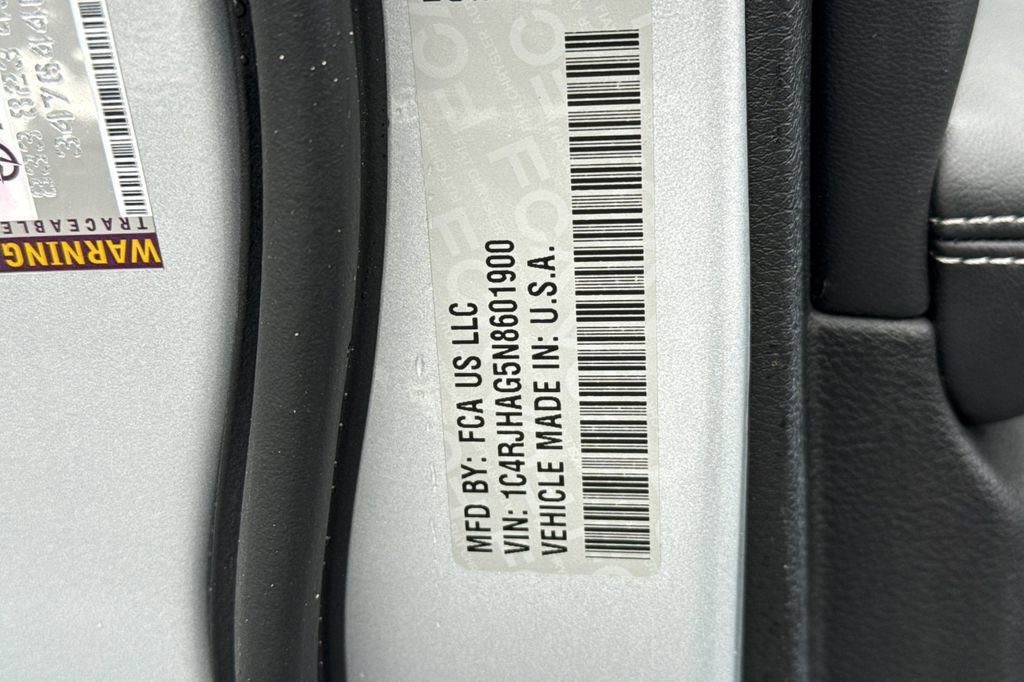 MFD BY: FCA US LLC
VIN: 1C4RJHAG5N8601900
VEHICLE MADE IN: U.S.A.
WARNING
TRACEABLE